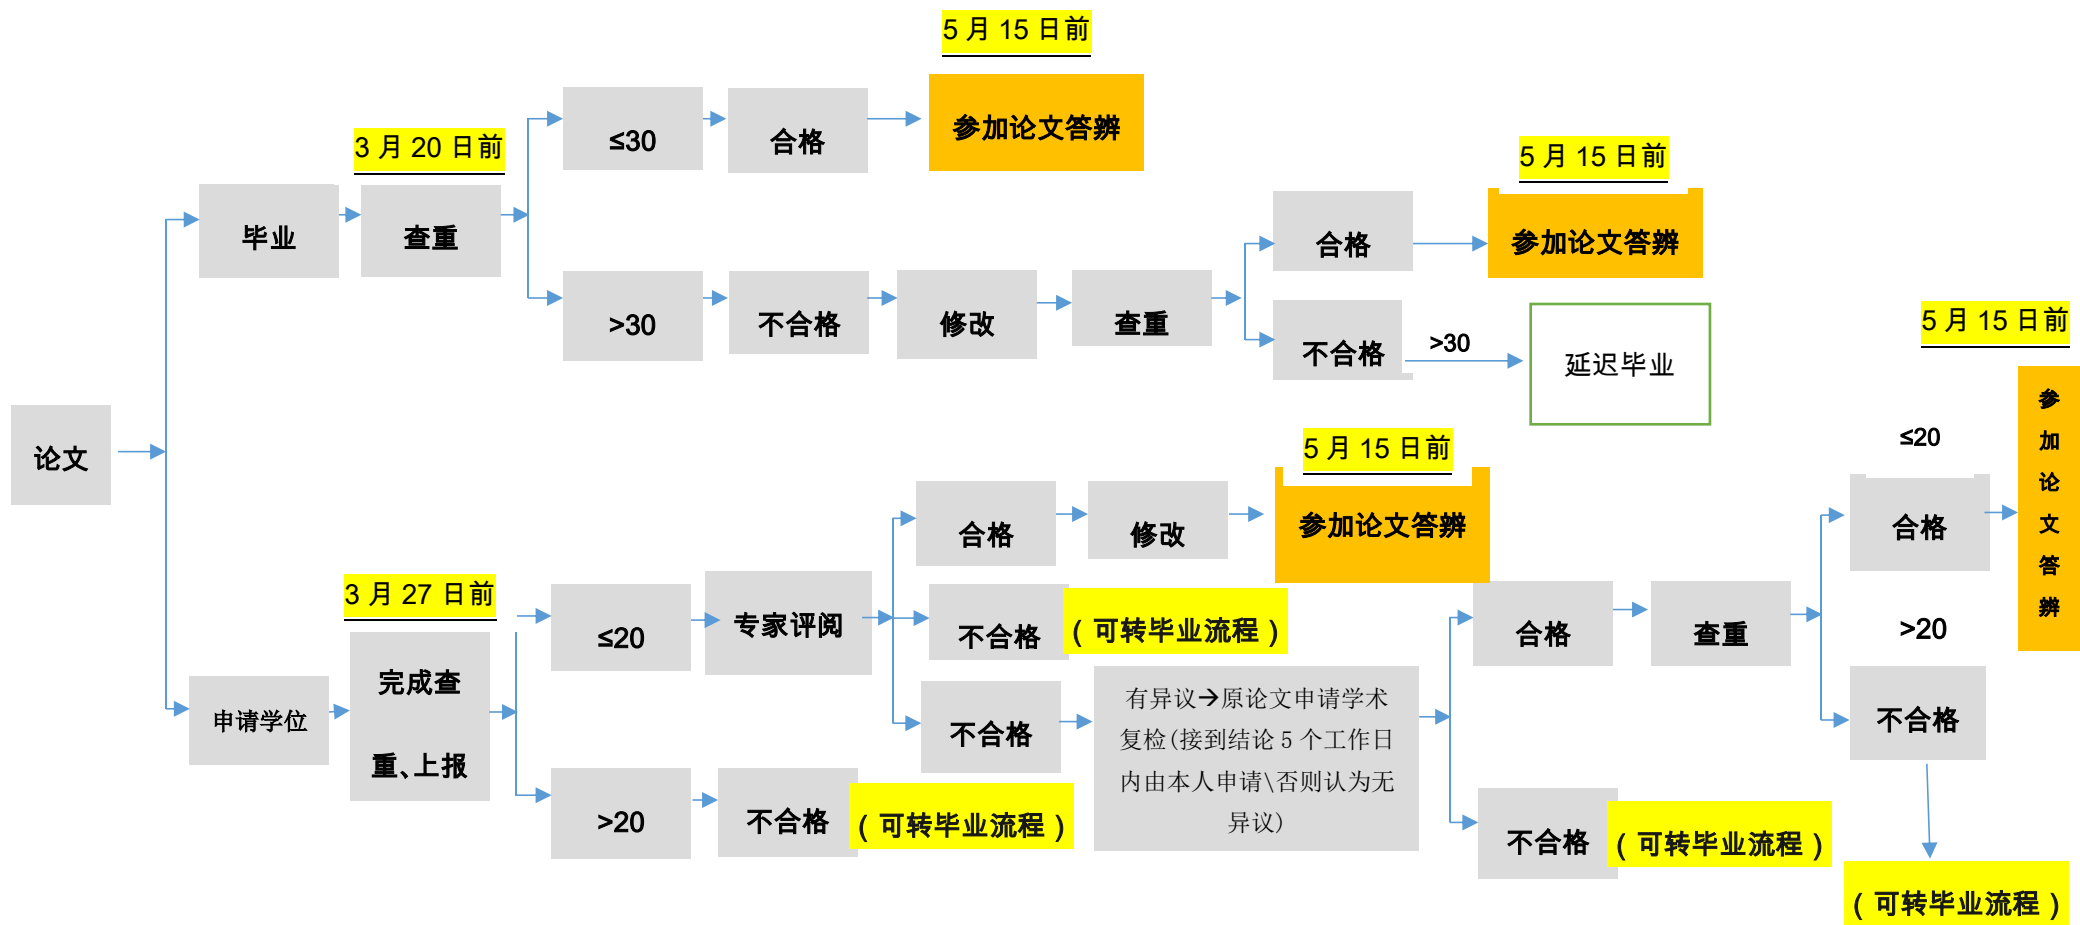 5 月 15 日前
≤30
合格
参加论文答辨
3 月 20 日前
毕业
查重
>30
不合格
修改
查重
合格
5 月 15 日前
参加论文答辨
不合格
>30
延迟毕业
论文
3 月 27 日前
申请学位
完成查
重、上报
≤20
专家评阅
合格
修改
5 月 15 日前
参加论文答辨
不合格
（可转毕业流程）
不合格
有异议→原论文申请学术
复检(接到结论 5 个工作日
内由本人申请\否则认为无
异议)
>20
不合格
（可转毕业流程）
合格
查重
≤20
合格
5 月 15 日前
参
加
论
文
答
辨
>20
不合格
（可转毕业流程）
不合格
（可转毕业流程）